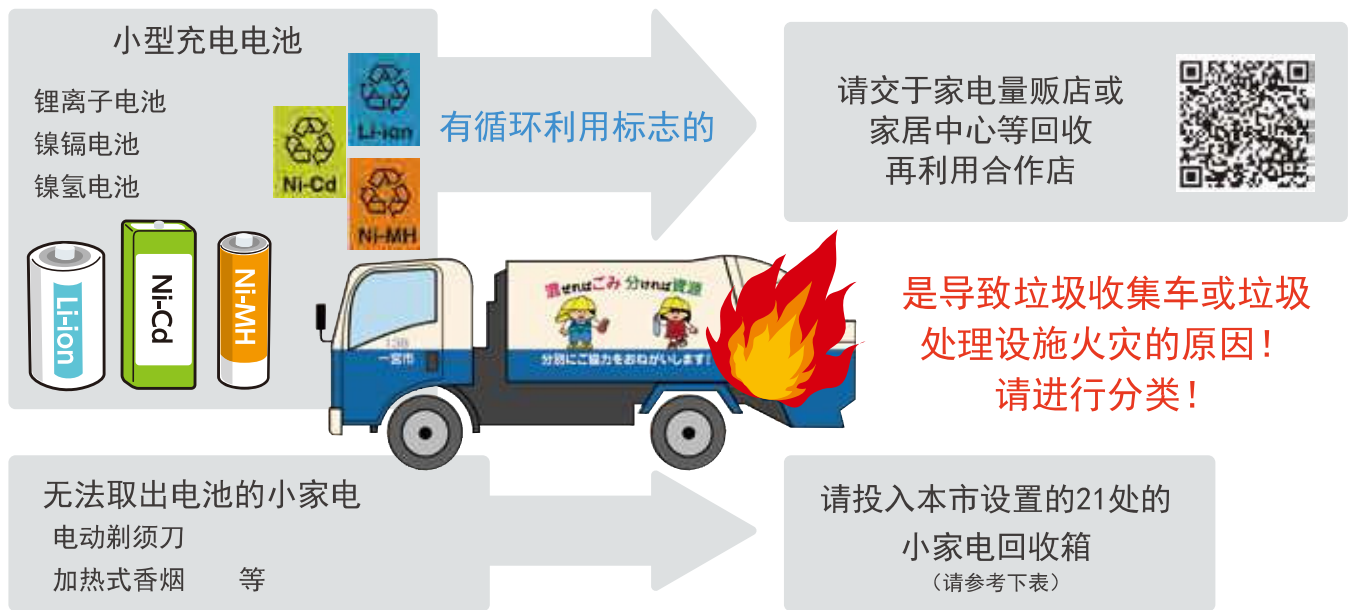 小型充电电池
锂离子电池
镍镉电池
镍氢电池
Li-ion
Ni-Cd
Ni-MH
有循环利用标志的
请交于家电量贩店或
家居中心等回收
再利用合作店
Li-ion
Ni-Cd
Ni-MH
混ぜればごみ 分ければ資源
138
一宮市
分別にご協力をおねがいします!
是导致垃圾收集车或垃圾
处理设施火灾的原因！
请进行分类！
无法取出电池的小家电
电动剃须刀
加热式香烟 等
请投入本市设置的21处的
小家电回收箱
（请参考下表）